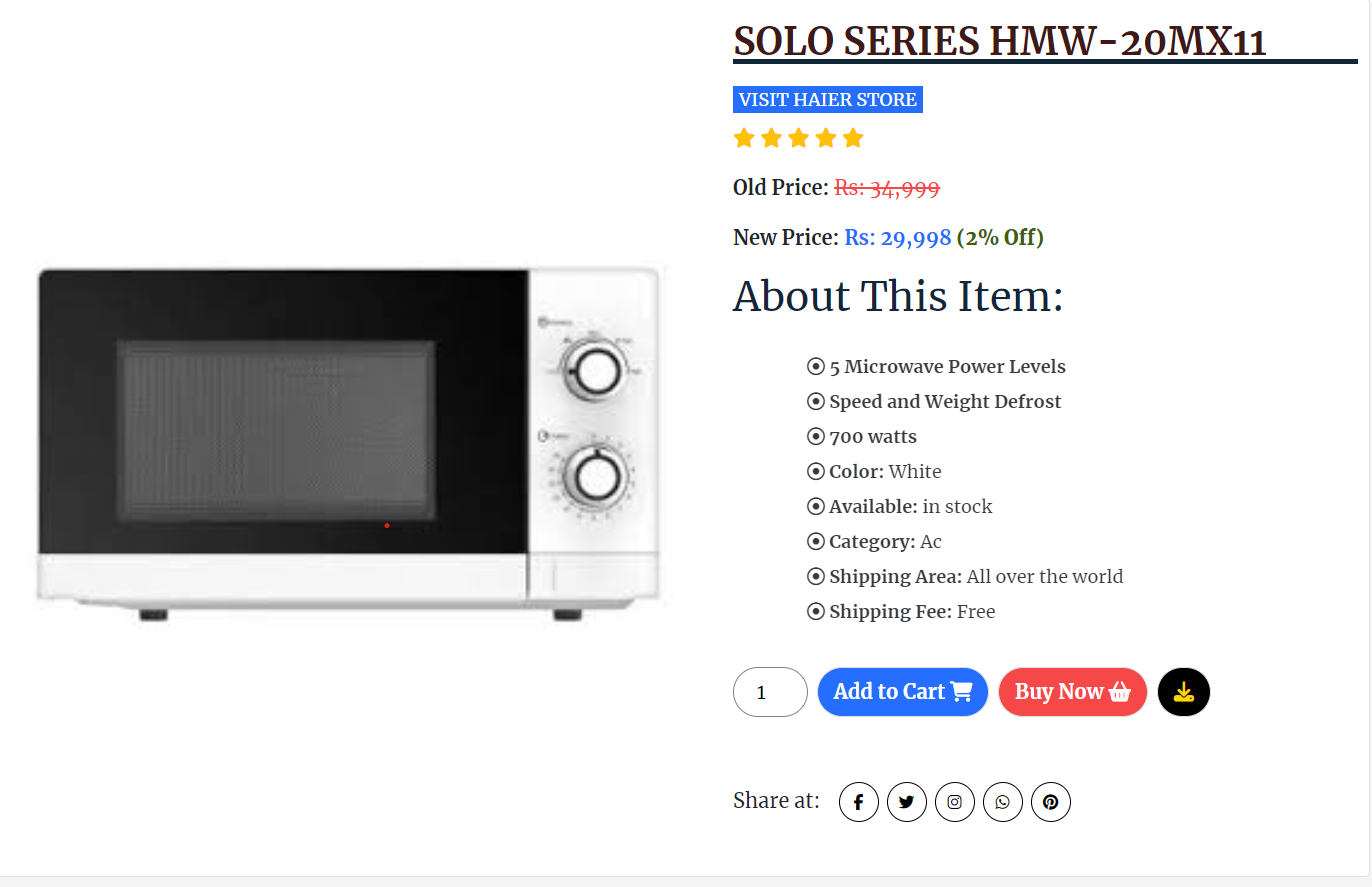 SOLO SERIES HMW-20MX11
VISIT HAIER STORE
Old Price: Rs: 34,999
New Price: Rs: 29,998 (2% Off)
About This Item:
5 Microwave Power Levels
Speed and Weight Defrost
700 watts
Color: White
Available: in stock
Category: Ac
Shipping Area: All over the world
Shipping Fee: Free
1 Add to Cart Buy Now
Share at: